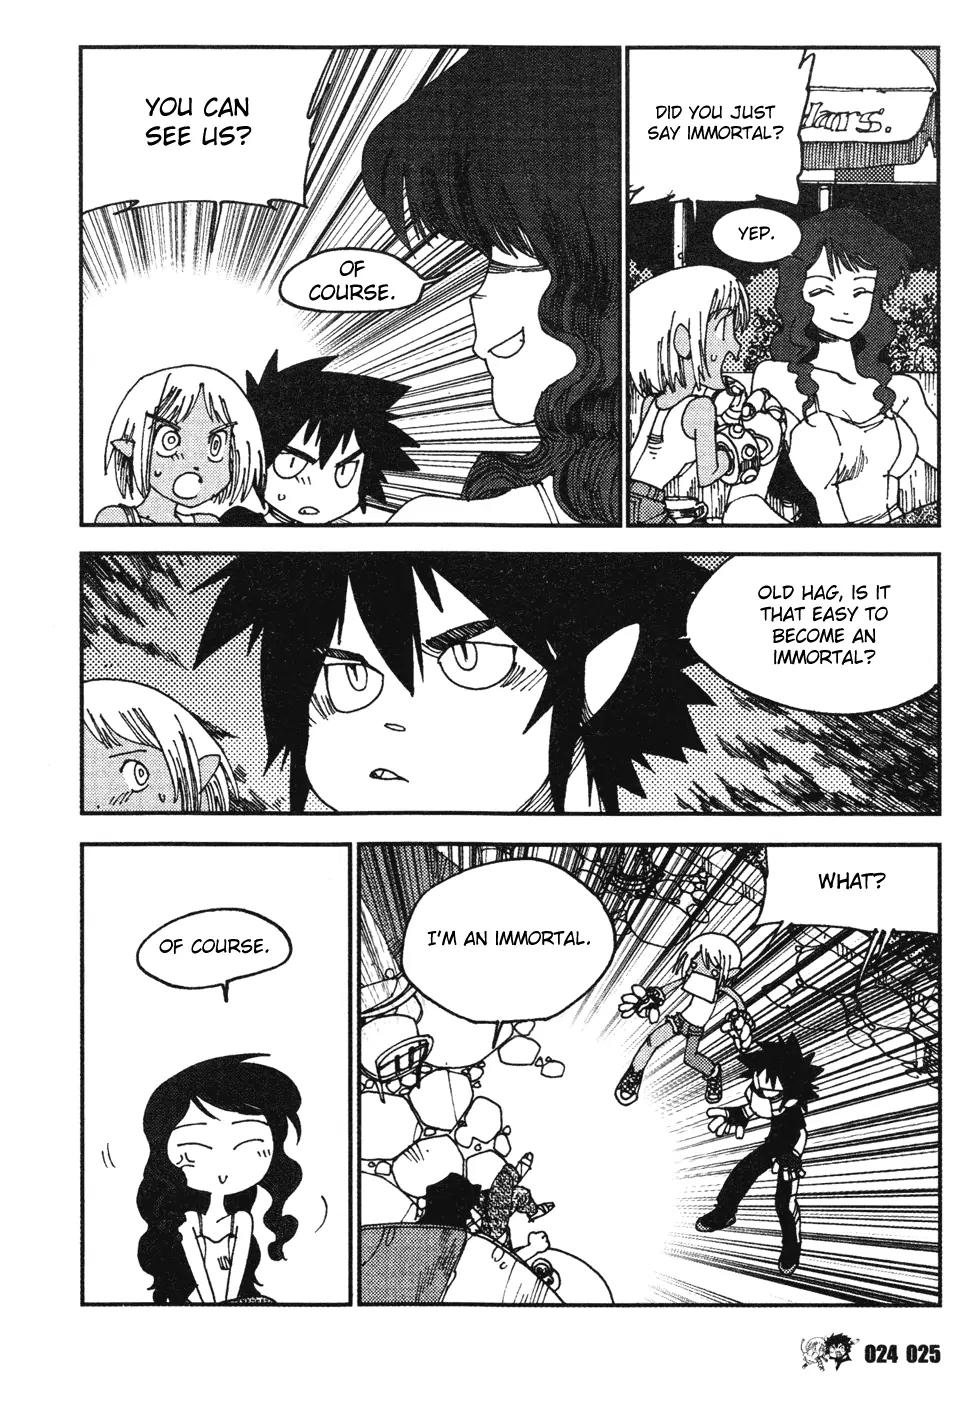 DID YOU JUST
SAY IMMORTAL?
YEP.
YOU CAN
SEE US?
OF
COURSE.
OLD HAG, IS IT
THAT EASY TO
BECOME AN
IMMORTAL?
WHAT?
I'M AN IMMORTAL.
OF COURSE.
024 025